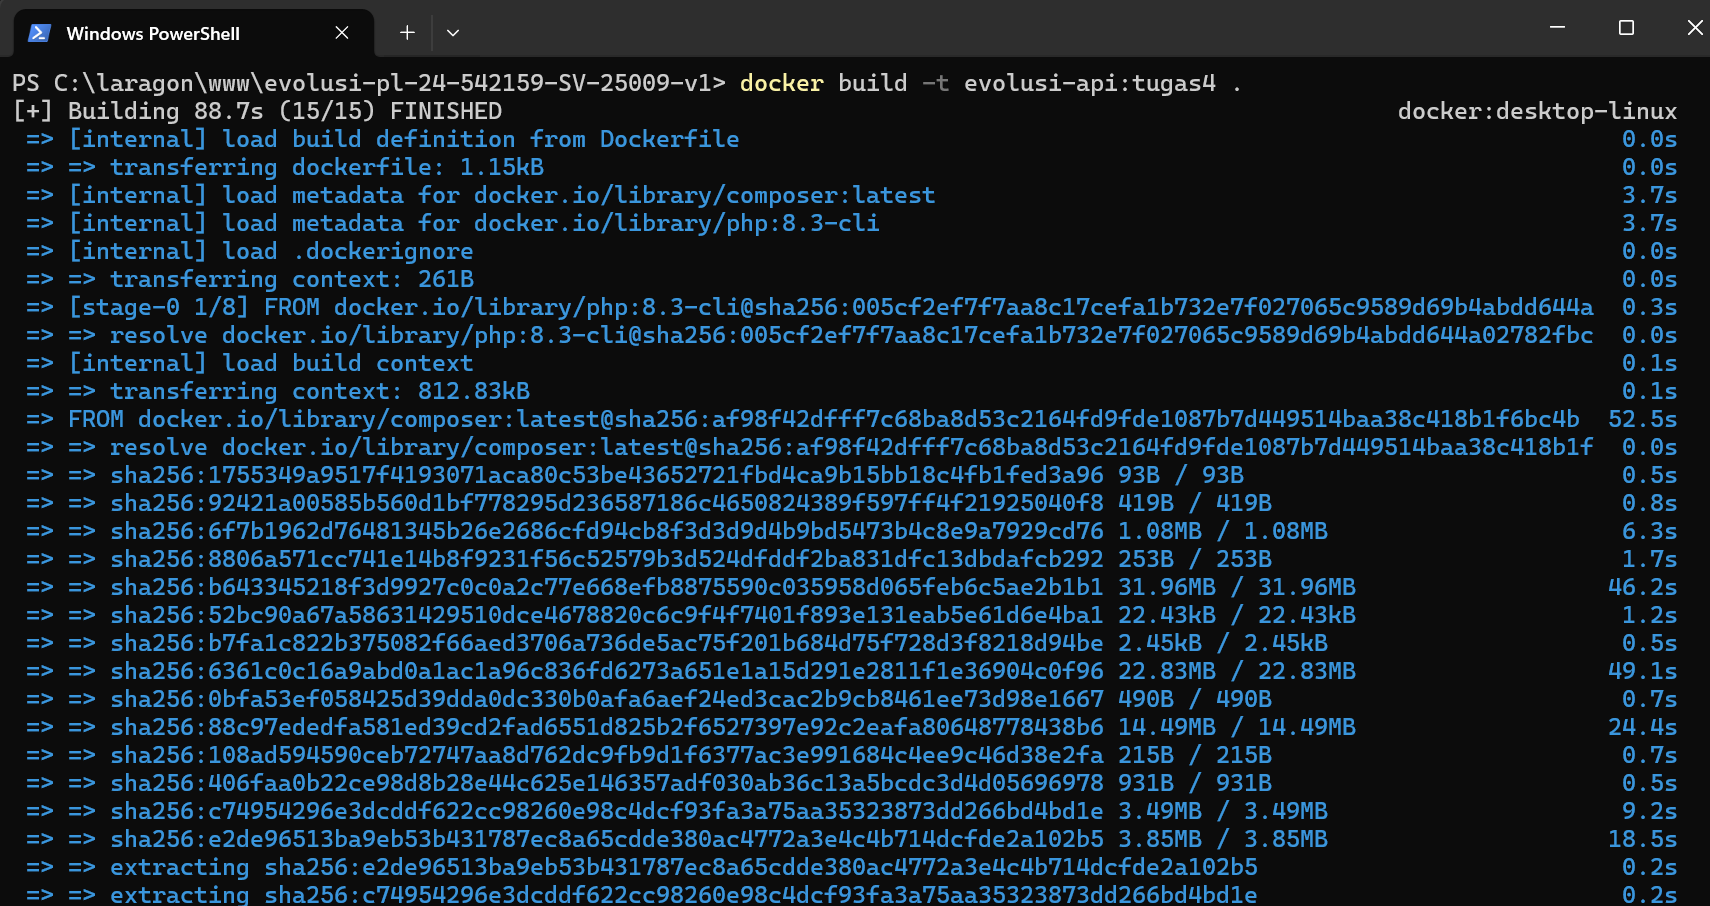 Windows PowerShell
PS C:\laragon\www\evolusi-pl-24-542159-SV-25009-v1> docker build -t evolusi-api:tugas4 .
[+] Building 88.7s (15/15) FINISHED docker:desktop-linux
=> [internal] load build definition from Dockerfile 0.0s
=> => transferring dockerfile: 1.15kB 0.0s
=> [internal] load metadata for docker.io/library/composer:latest 3.7s
=> [internal] load metadata for docker.io/library/php:8.3-cli 3.7s
=> [internal] load .dockerignore 0.0s
=> => transferring context: 261B 0.0s
=> [stage-0 1/8] FROM docker.io/library/php:8.3-cli@sha256:005cf2ef7f7aa8c17cefa1b732e7f027065c9589d69b4abdd644a 0.3s
=> => resolve docker.io/library/php:8.3-cli@sha256:005cf2ef7f7aa8c17cefa1b732e7f027065c9589d69b4abdd644a02782fbc 0.0s
=> [internal] load build context 0.1s
=> => transferring context: 812.83kB 0.1s
=> FROM docker.io/library/composer:latest@sha256:af98f42dfff7c68ba8d53c2164fd9fde1087b7d449514baa38c418b1f6bc4b 52.5s
=> => resolve docker.io/library/composer:latest@sha256:af98f42dfff7c68ba8d53c2164fd9fde1087b7d449514baa38c418b1f 0.0s
=> => sha256:1755349a9517f4193071aca80c53be43652721fbd4ca9b15bb18c4fb1fed3a96 93B / 93B 0.5s
=> => sha256:92421a00585b560d1bf778295d236587186c4650824389f597ff4f21925040f8 419B / 419B 0.8s
=> => sha256:6f7b1962d76481345b26e2686cfd94cb8f3d3d9d4b9bd5473b4c8e9a7929cd76 1.08MB / 1.08MB 6.3s
=> => sha256:8806a571cc741e14b8f9231f56c52579b3d524dfddf2ba831dfc13dbdafcb292 253B / 253B 1.7s
=> => sha256:b643345218f3d9927c0c0a2c77e668efb8875590c035958d065feb6c5ae2b1b1 31.96MB / 31.96MB 46.2s
=> => sha256:52bc90a67a58631429510dce4678820c6c9f4f7401f893e131eab5e61d6e4ba1 22.43kB / 22.43kB 1.2s
=> => sha256:b7fa1c822b375082f66aed3706a736de5ac75f201b684d75f728d3f8218d94be 2.45kB / 2.45kB 0.5s
=> => sha256:6361c0c16a9abd0a1ac1a96c836fd6273a651e1a15d291e2811f1e36904c0f96 22.83MB / 22.83MB 49.1s
=> => sha256:0bfa53ef058425d39dda0dc330b0afa6aef24ed3cac2b9cb8461ee73d98e1667 490B / 490B 0.7s
=> => sha256:88c97ededfa581ed39cd2fad6551d825b2f6527397e92c2eafa80648778438b6 14.49MB / 14.49MB 24.4s
=> => sha256:108ad594590ceb72747aa8d762dc9fb9d1f6377ac3e991684c4ee9c46d38e2fa 215B / 215B 0.7s
=> => sha256:406faa0b22ce98d8b28e44c625e146357adf030ab36c13a5bcdc3d4d05696978 931B / 931B 0.5s
=> => sha256:c74954296e3dcddf622cc98260e98c4dcf93fa3a75aa35323873dd266bd4bd1e 3.49MB / 3.49MB 9.2s
=> => sha256:e2de96513ba9eb53b431787ec8a65cdde380ac4772a3e4c4b714dcfde2a102b5 3.85MB / 3.85MB 18.5s
=> => extracting sha256:e2de96513ba9eb53b431787ec8a65cdde380ac4772a3e4c4b714dcfde2a102b5 0.2s
=> => extracting sha256:c74954296e3dcddf622cc98260e98c4dcf93fa3a75aa35323873dd266bd4bd1e 0.2s